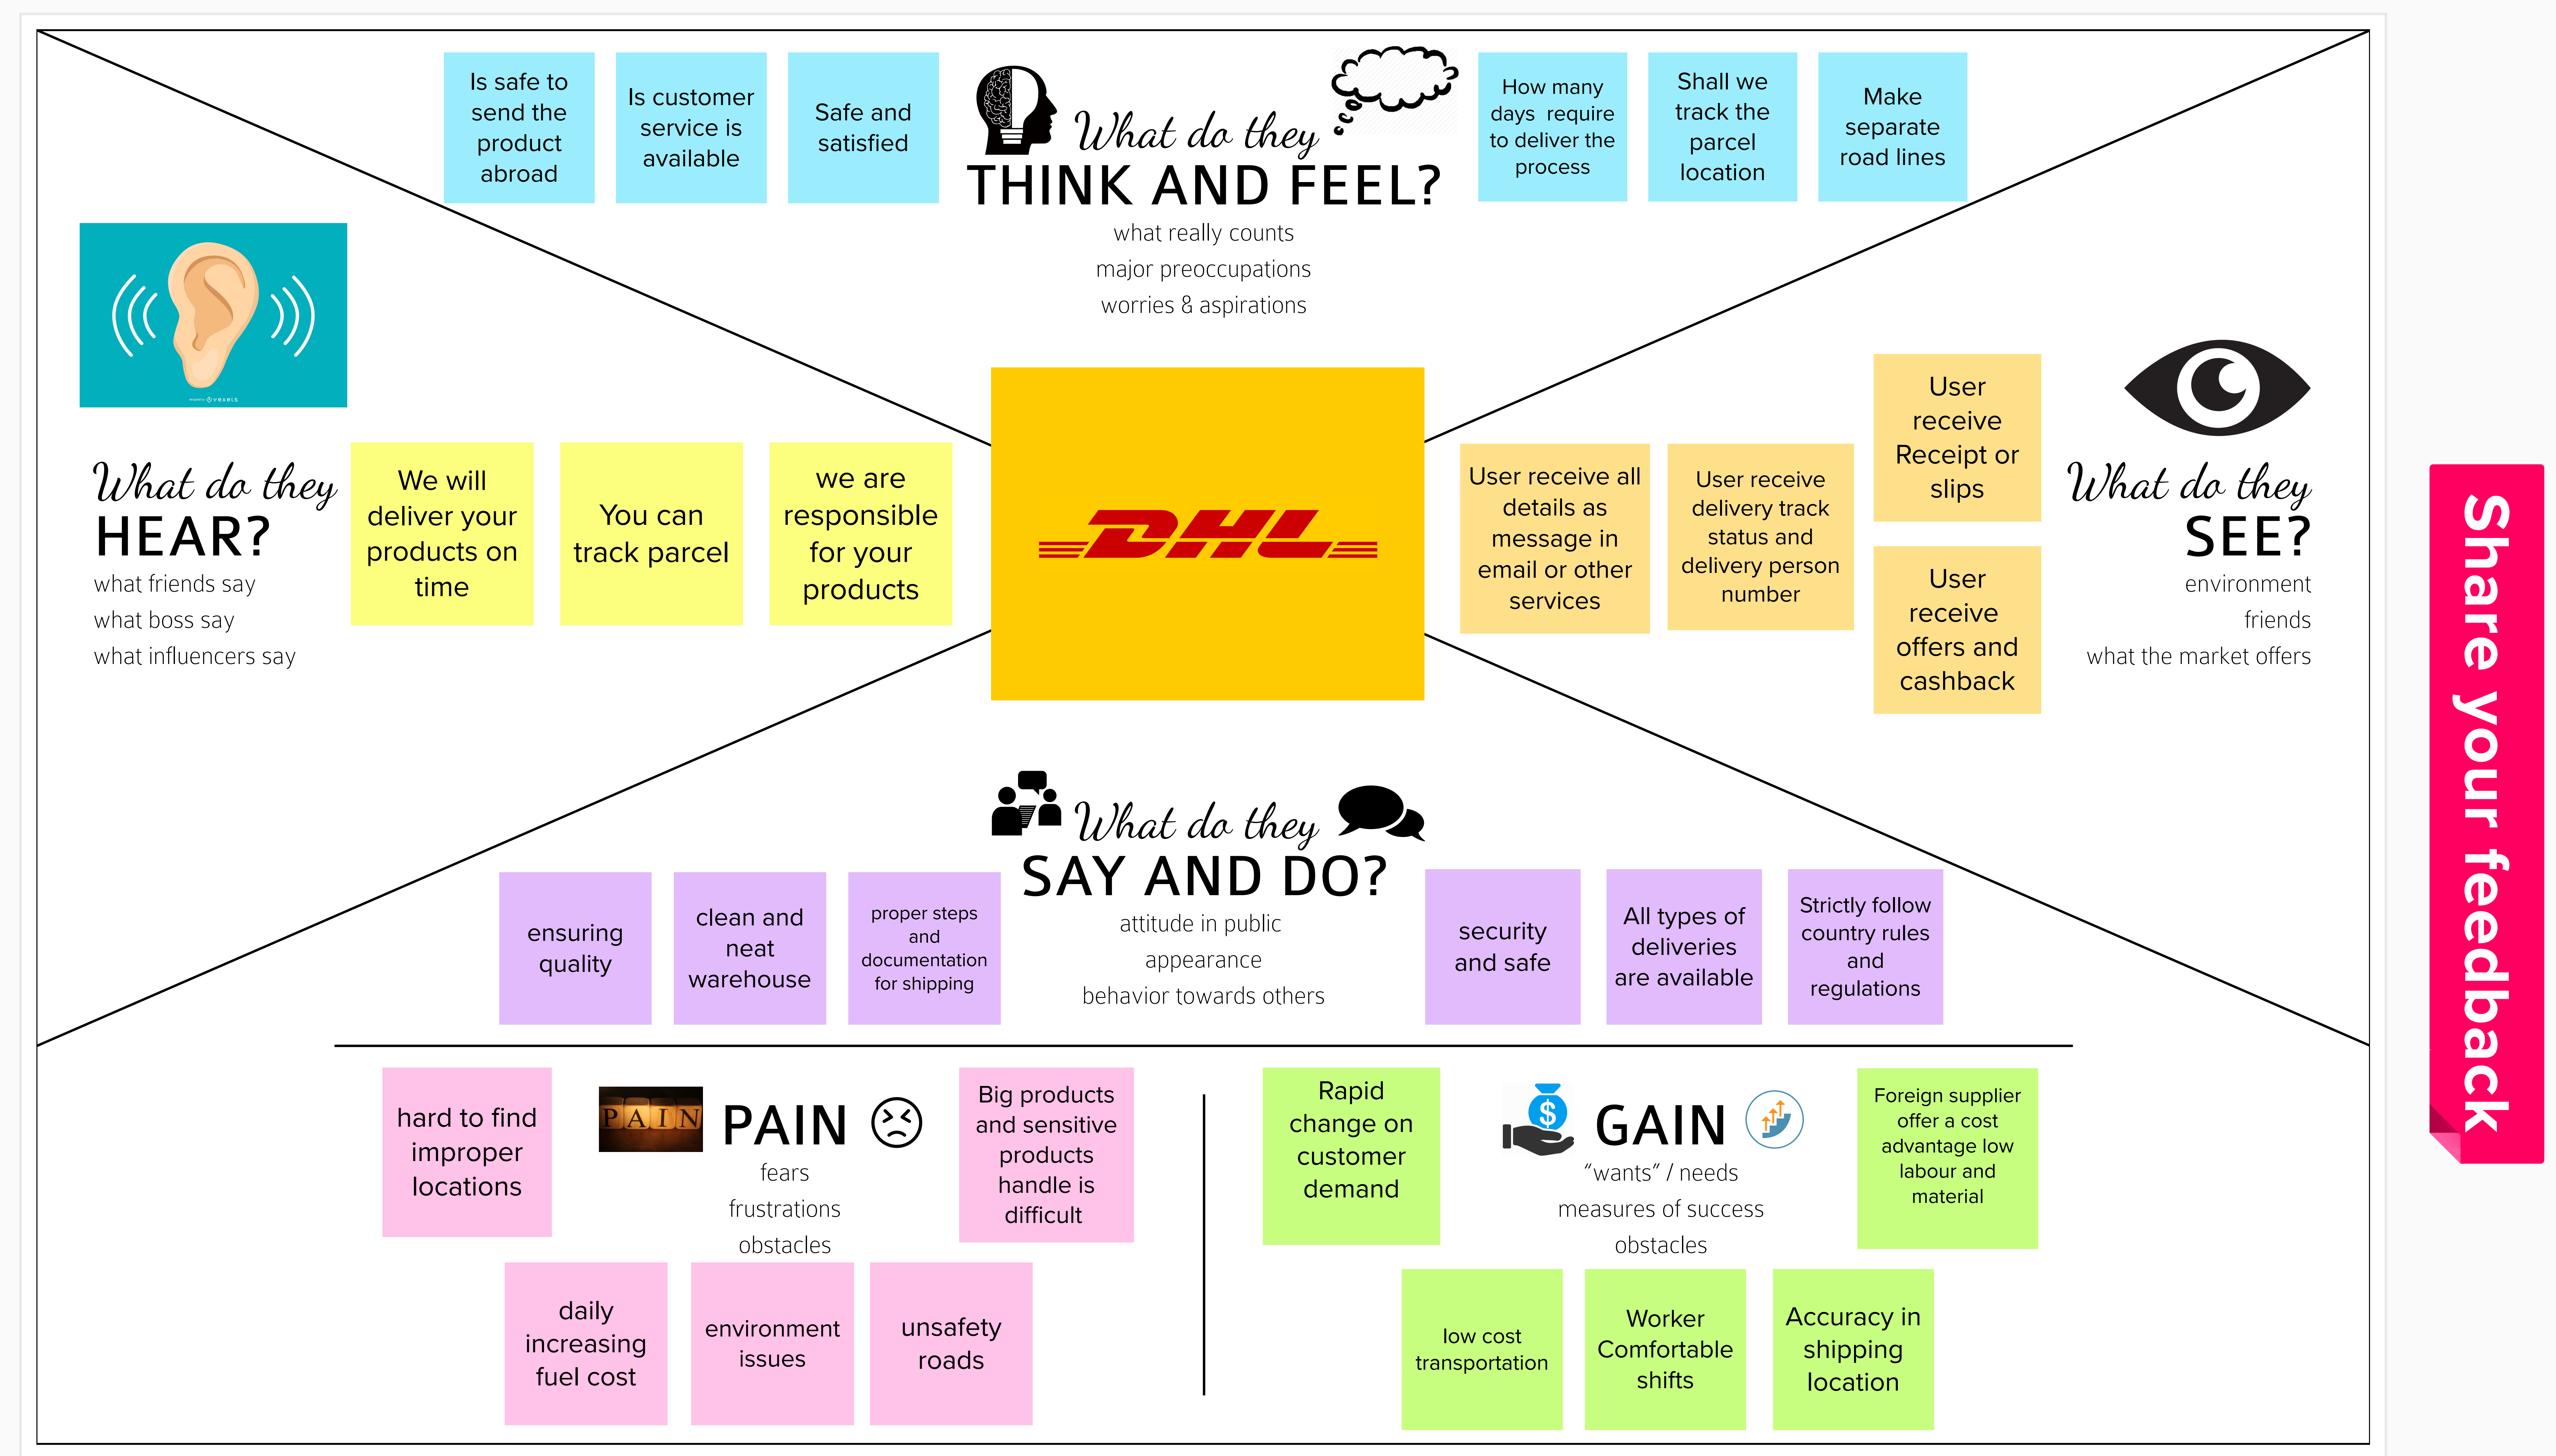 Is safe to
send the
product
abroad
Is customer
service is
available
Safe and
satisfied
What do they
THINK AND FEEL?
what really counts
major preoccupations
worries & aspirations
How many
days require
to deliver the
process
Shall we
track the
parcel
location
Make
separate
road lines
vexels
What do they
HEAR?
what friends say
what boss say
what influencers say
We will
deliver your
products on
time
You can
track parcel
we are
responsible
for your
products
DHL
User receive all
details as
message in
email or other
services
User receive
delivery track
status and
delivery person
number
User
receive
Receipt or
slips
User
receive
offers and
cashback
What do they
SEE?
environment
friends
what the market offers
Share your feedback
What do they
SAY AND DO?
attitude in public
appearance
behavior towards others
ensuring
quality
clean and
neat
warehouse
proper steps
and
documentation
for shipping
security
and safe
All types of
deliveries
are available
Strictly follow
country rules
and
regulations
hard to find
improper
locations
PAIN
PAIN
fears
frustrations
obstacles
Big products
and sensitive
products
handle is
difficult
daily
increasing
fuel cost
environment
issues
unsafety
roads
Rapid
change on
customer
demand
$
GAIN
“wants” / needs
measures of success
obstacles
Foreign supplier
offer a cost
advantage low
labour and
material
low cost
transportation
Worker
Comfortable
shifts
Accuracy in
shipping
location